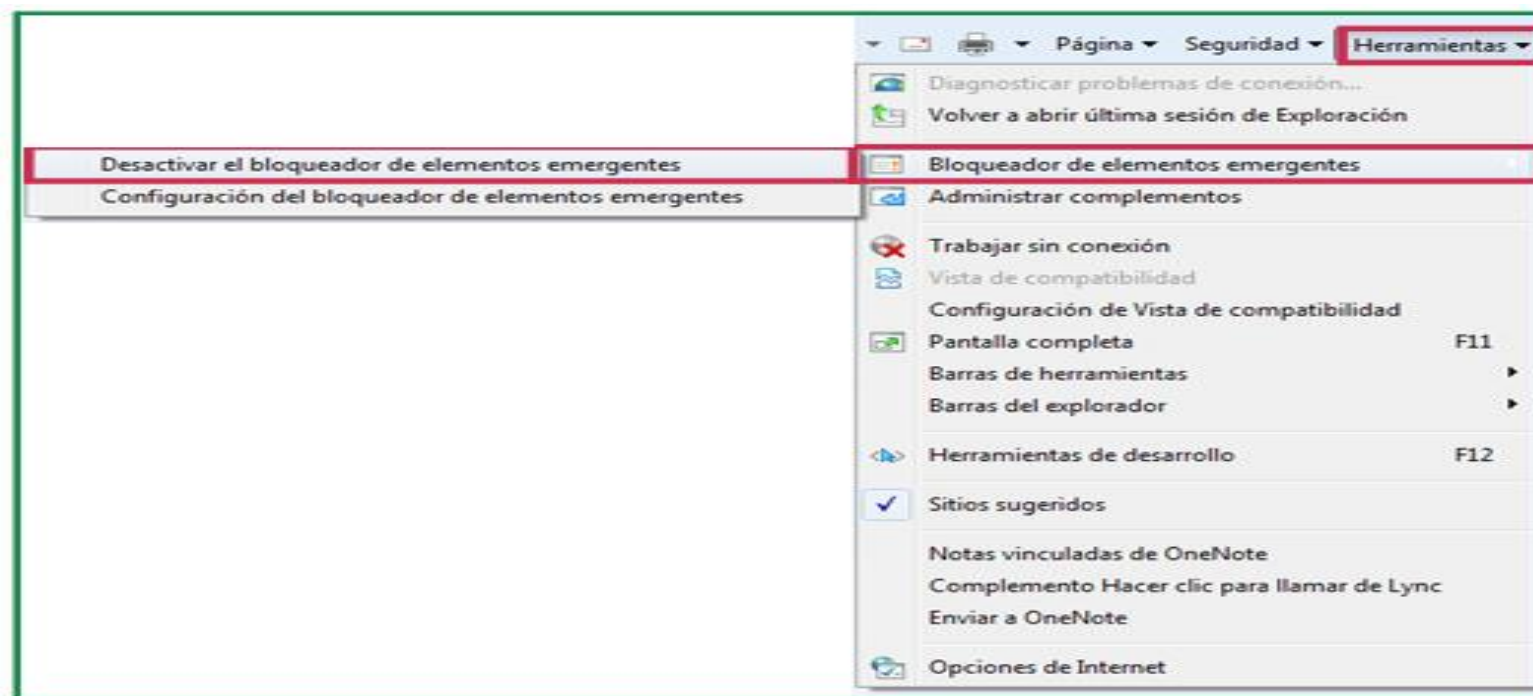 Página Seguridad Herramientas
Diagnosticar problemas de conexión...
Volver a abrir última sesión de Exploración
Bloqueador de elementos emergentes
Desactivar el bloqueador de elementos emergentes
Configuración del bloqueador de elementos emergentes
Administrar complementos
Trabajar sin conexión
Vista de compatibilidad
Configuración de Vista de compatibilidad
Pantalla completa F11
Barras de herramientas
Barras del explorador
Herramientas de desarrollo F12
Sitios sugeridos
Notas vinculadas de OneNote
Complemento Hacer clic para llamar de Lync
Enviar a OneNote
Opciones de Internet